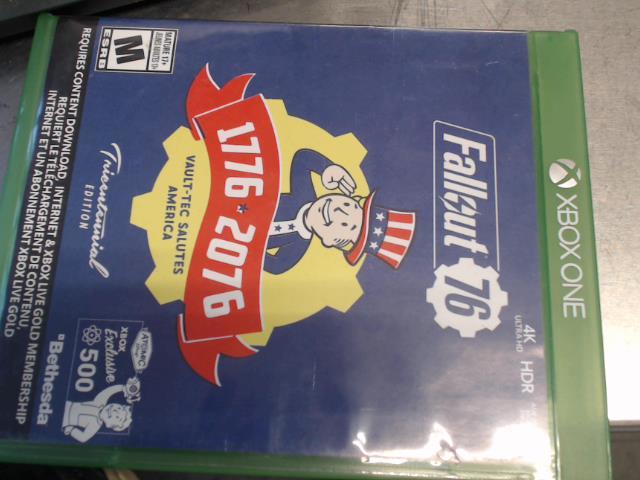 XBOX ONE
4K
ULTRA HD
HDR
Fallout 76
1776 ★ 2076
VAULT-TEC SALUTES
AMERICA
Tricentennial
EDITION
ATOMIC
XBOX
Exclusive
500
Bethesda
MATURE 17+
M
ESRB
REQUIRES CONTENT DOWNLOAD, INTERNET & XBOX LIVE GOLD MEMBERSHIP
REQUIERT LE TÉLÉCHARGEMENT DE CONTENU,
INTERNET ET UN ABONNEMENT XBOX LIVE GOLD